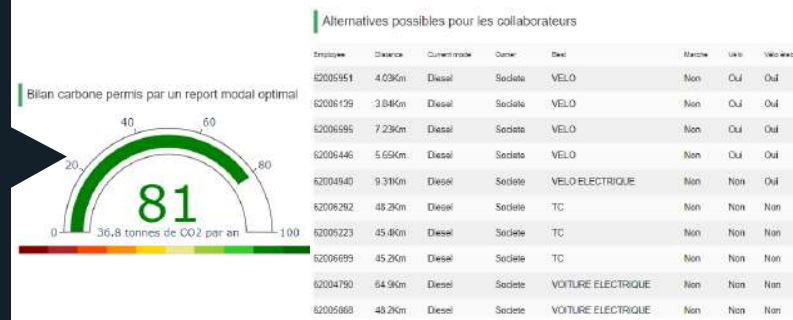 Alternatives possibles pour les collaborateurs
Employee Distance Current mode Owner Best Marche Vélo Vélo élec
62005951 4.03Km Diesel Societe VELO Non Oui Oui
62006139 3.84Km Diesel Societe VELO Non Oui Oui
62006595 7.23Km Diesel Societe VELO Non Oui Oui
62006446 5.65Km Diesel Societe VELO Non Oui Oui
62004940 9.31Km Diesel Societe VELO ELECTRIQUE Non Non Oui
62006292 48.2Km Diesel Societe TC Non Non Non
62005223 45.4Km Diesel Societe TC Non Non Non
62006699 45.2Km Diesel Societe TC Non Non Non
62004790 64.9Km Diesel Societe VOITURE ELECTRIQUE Non Non Non
62005868 48.2Km Diesel Societe VOITURE ELECTRIQUE Non Non Non
Bilan carbone permis par un report modal optimal
40 60
20 80
81
0 36.8 tonnes de CO2 par an 100